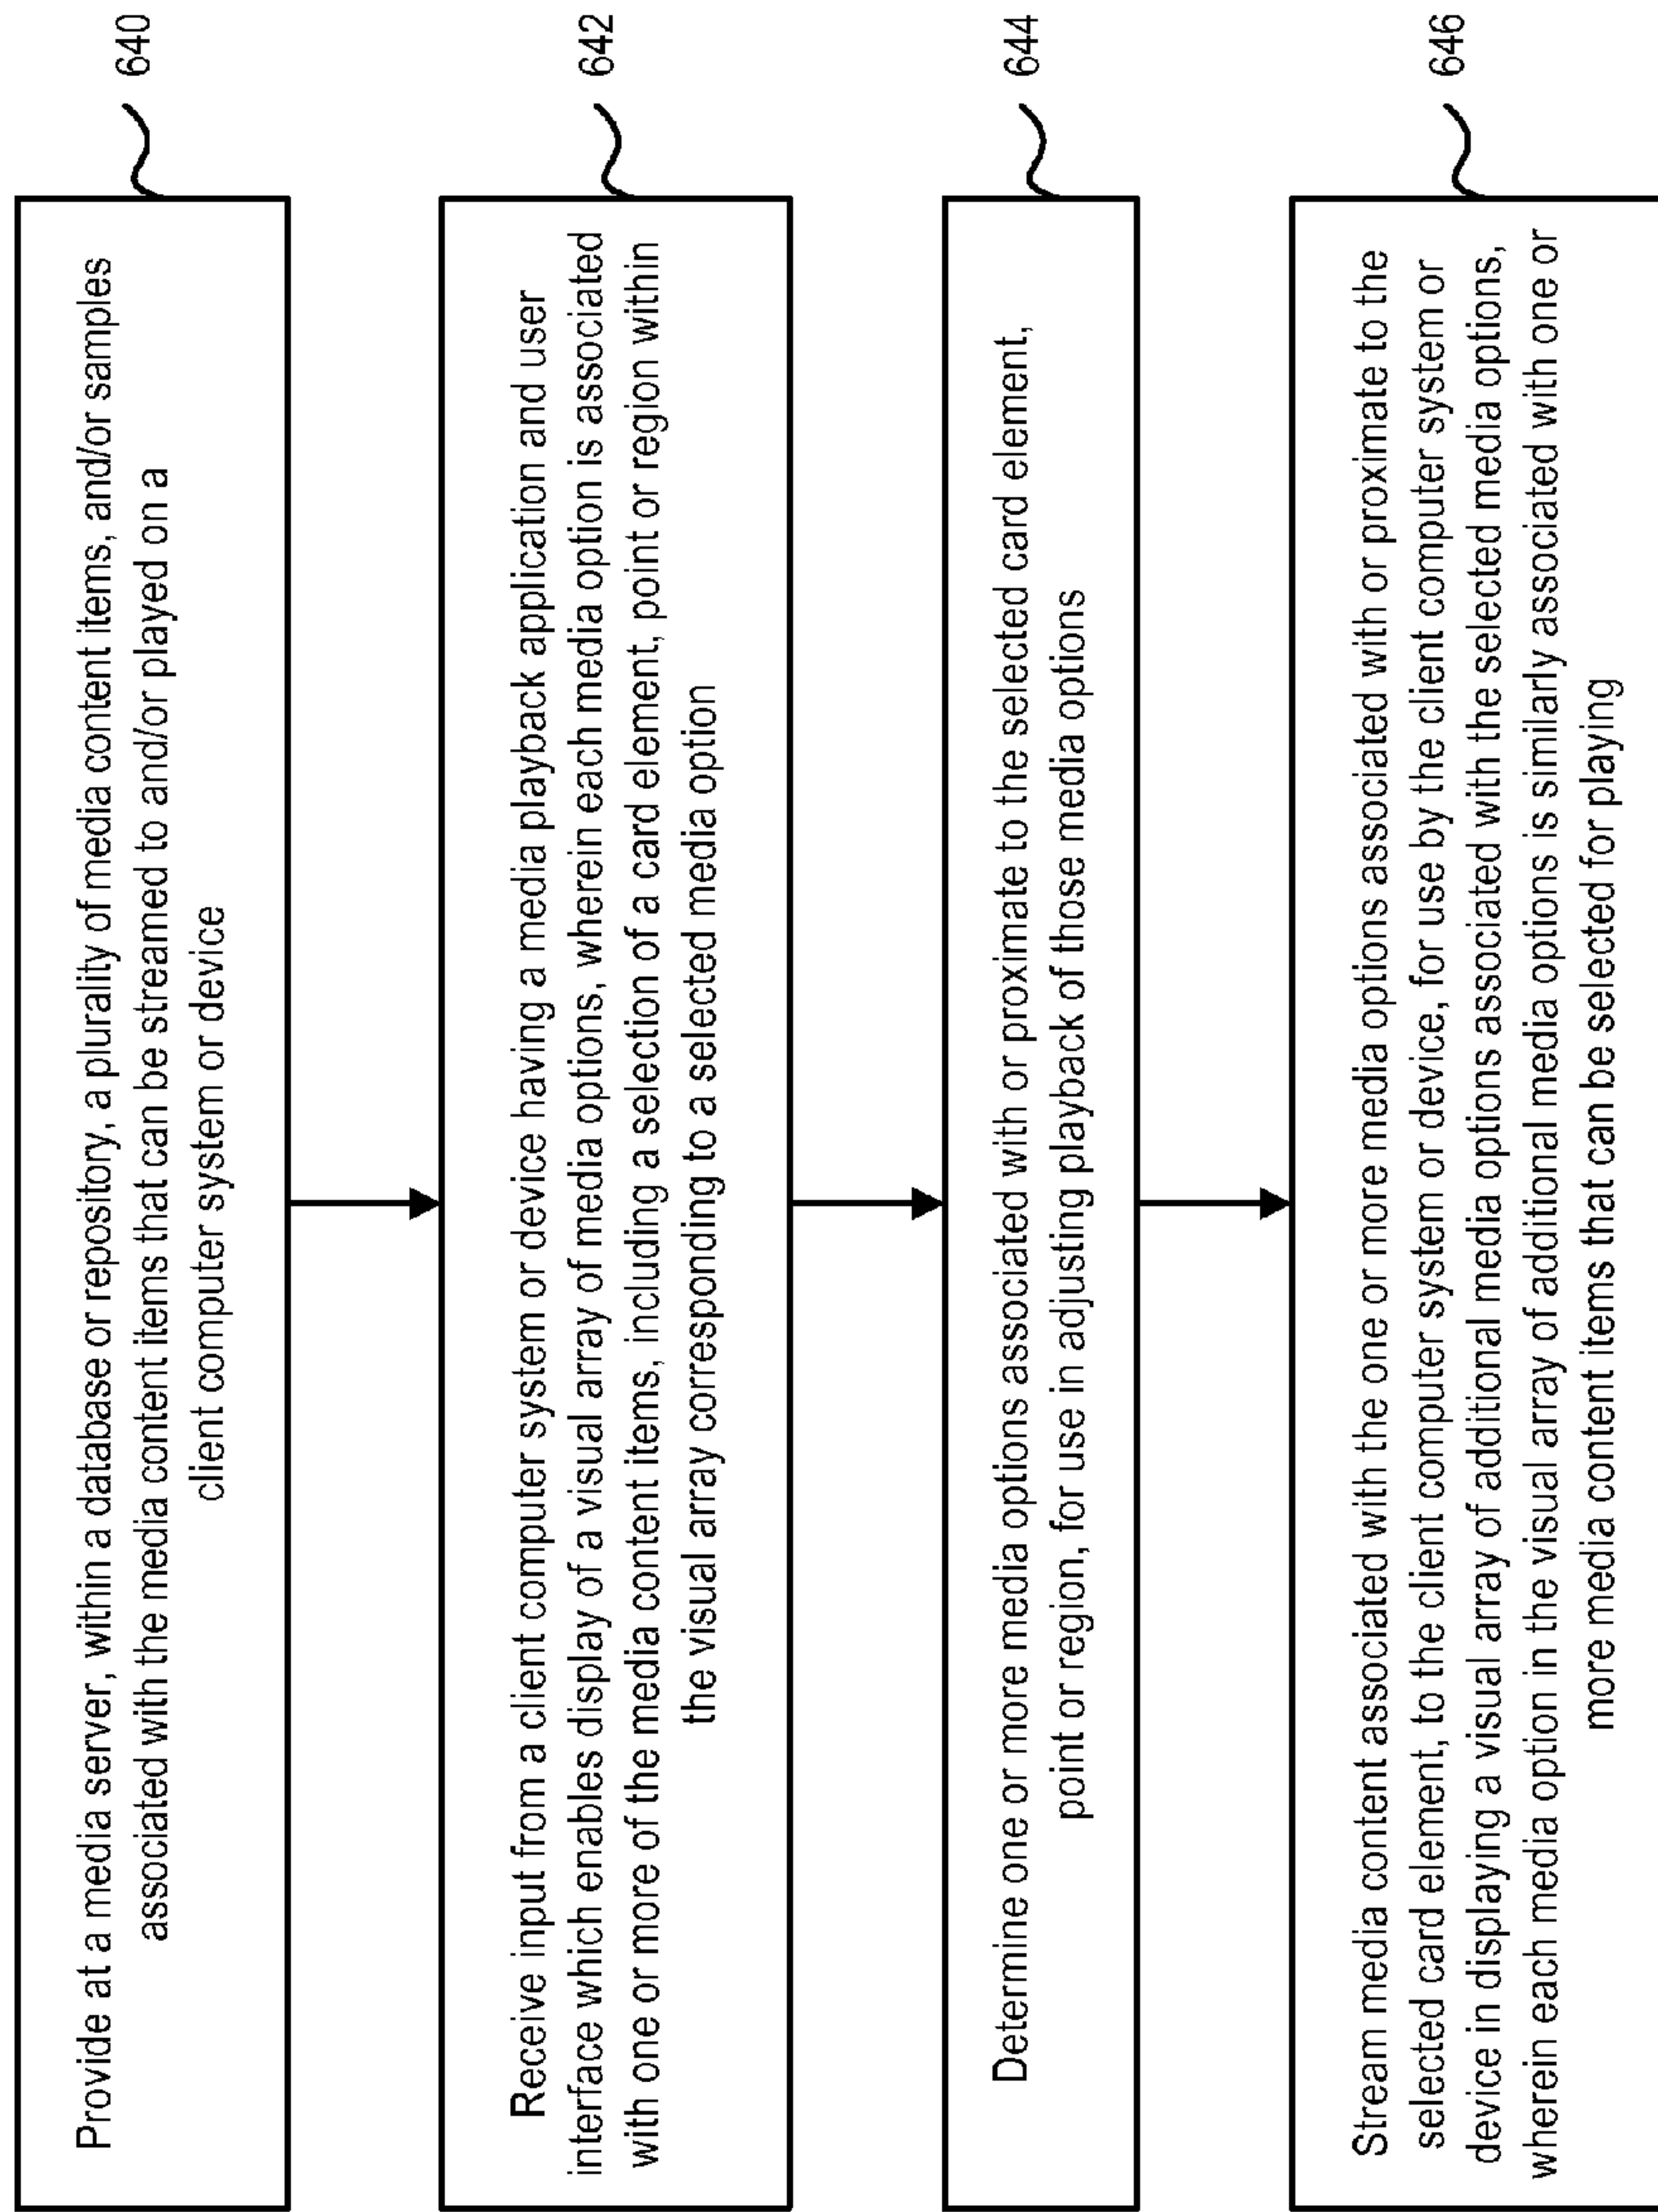 Provide at a media server, within a database or repository, a plurality of media content items, and/or samples
associated with the media content items that can be streamed to and/or played on a
client computer system or device
640
Receive input from a client computer system or device having a media playback application and user
interface which enables display of a visual array of media options, wherein each media option is associated
with one or more of the media content items, including a selection of a card element, point or region within
the visual array corresponding to a selected media option
642
Determine one or more media options associated with or proximate to the selected card element,
point or region, for use in adjusting playback of those media options
644
Stream media content associated with the one or more media options associated with or proximate to the
selected card element, to the client computer system or device, for use by the client computer system or
device in displaying a visual array of additional media options associated with the selected media options,
wherein each media option in the visual array of additional media options is similarly associated with one or
more media content items that can be selected for playing
646